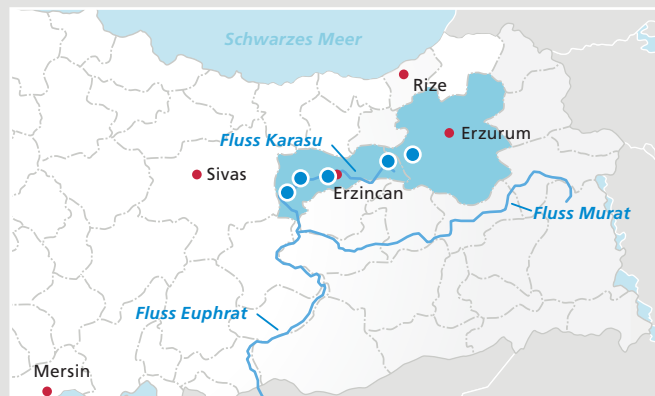 Schwarzes Meer
Rize
Fluss Karasu
Erzurum
Sivas
Erzincan
Fluss Murat
Fluss Euphrat
Mersin